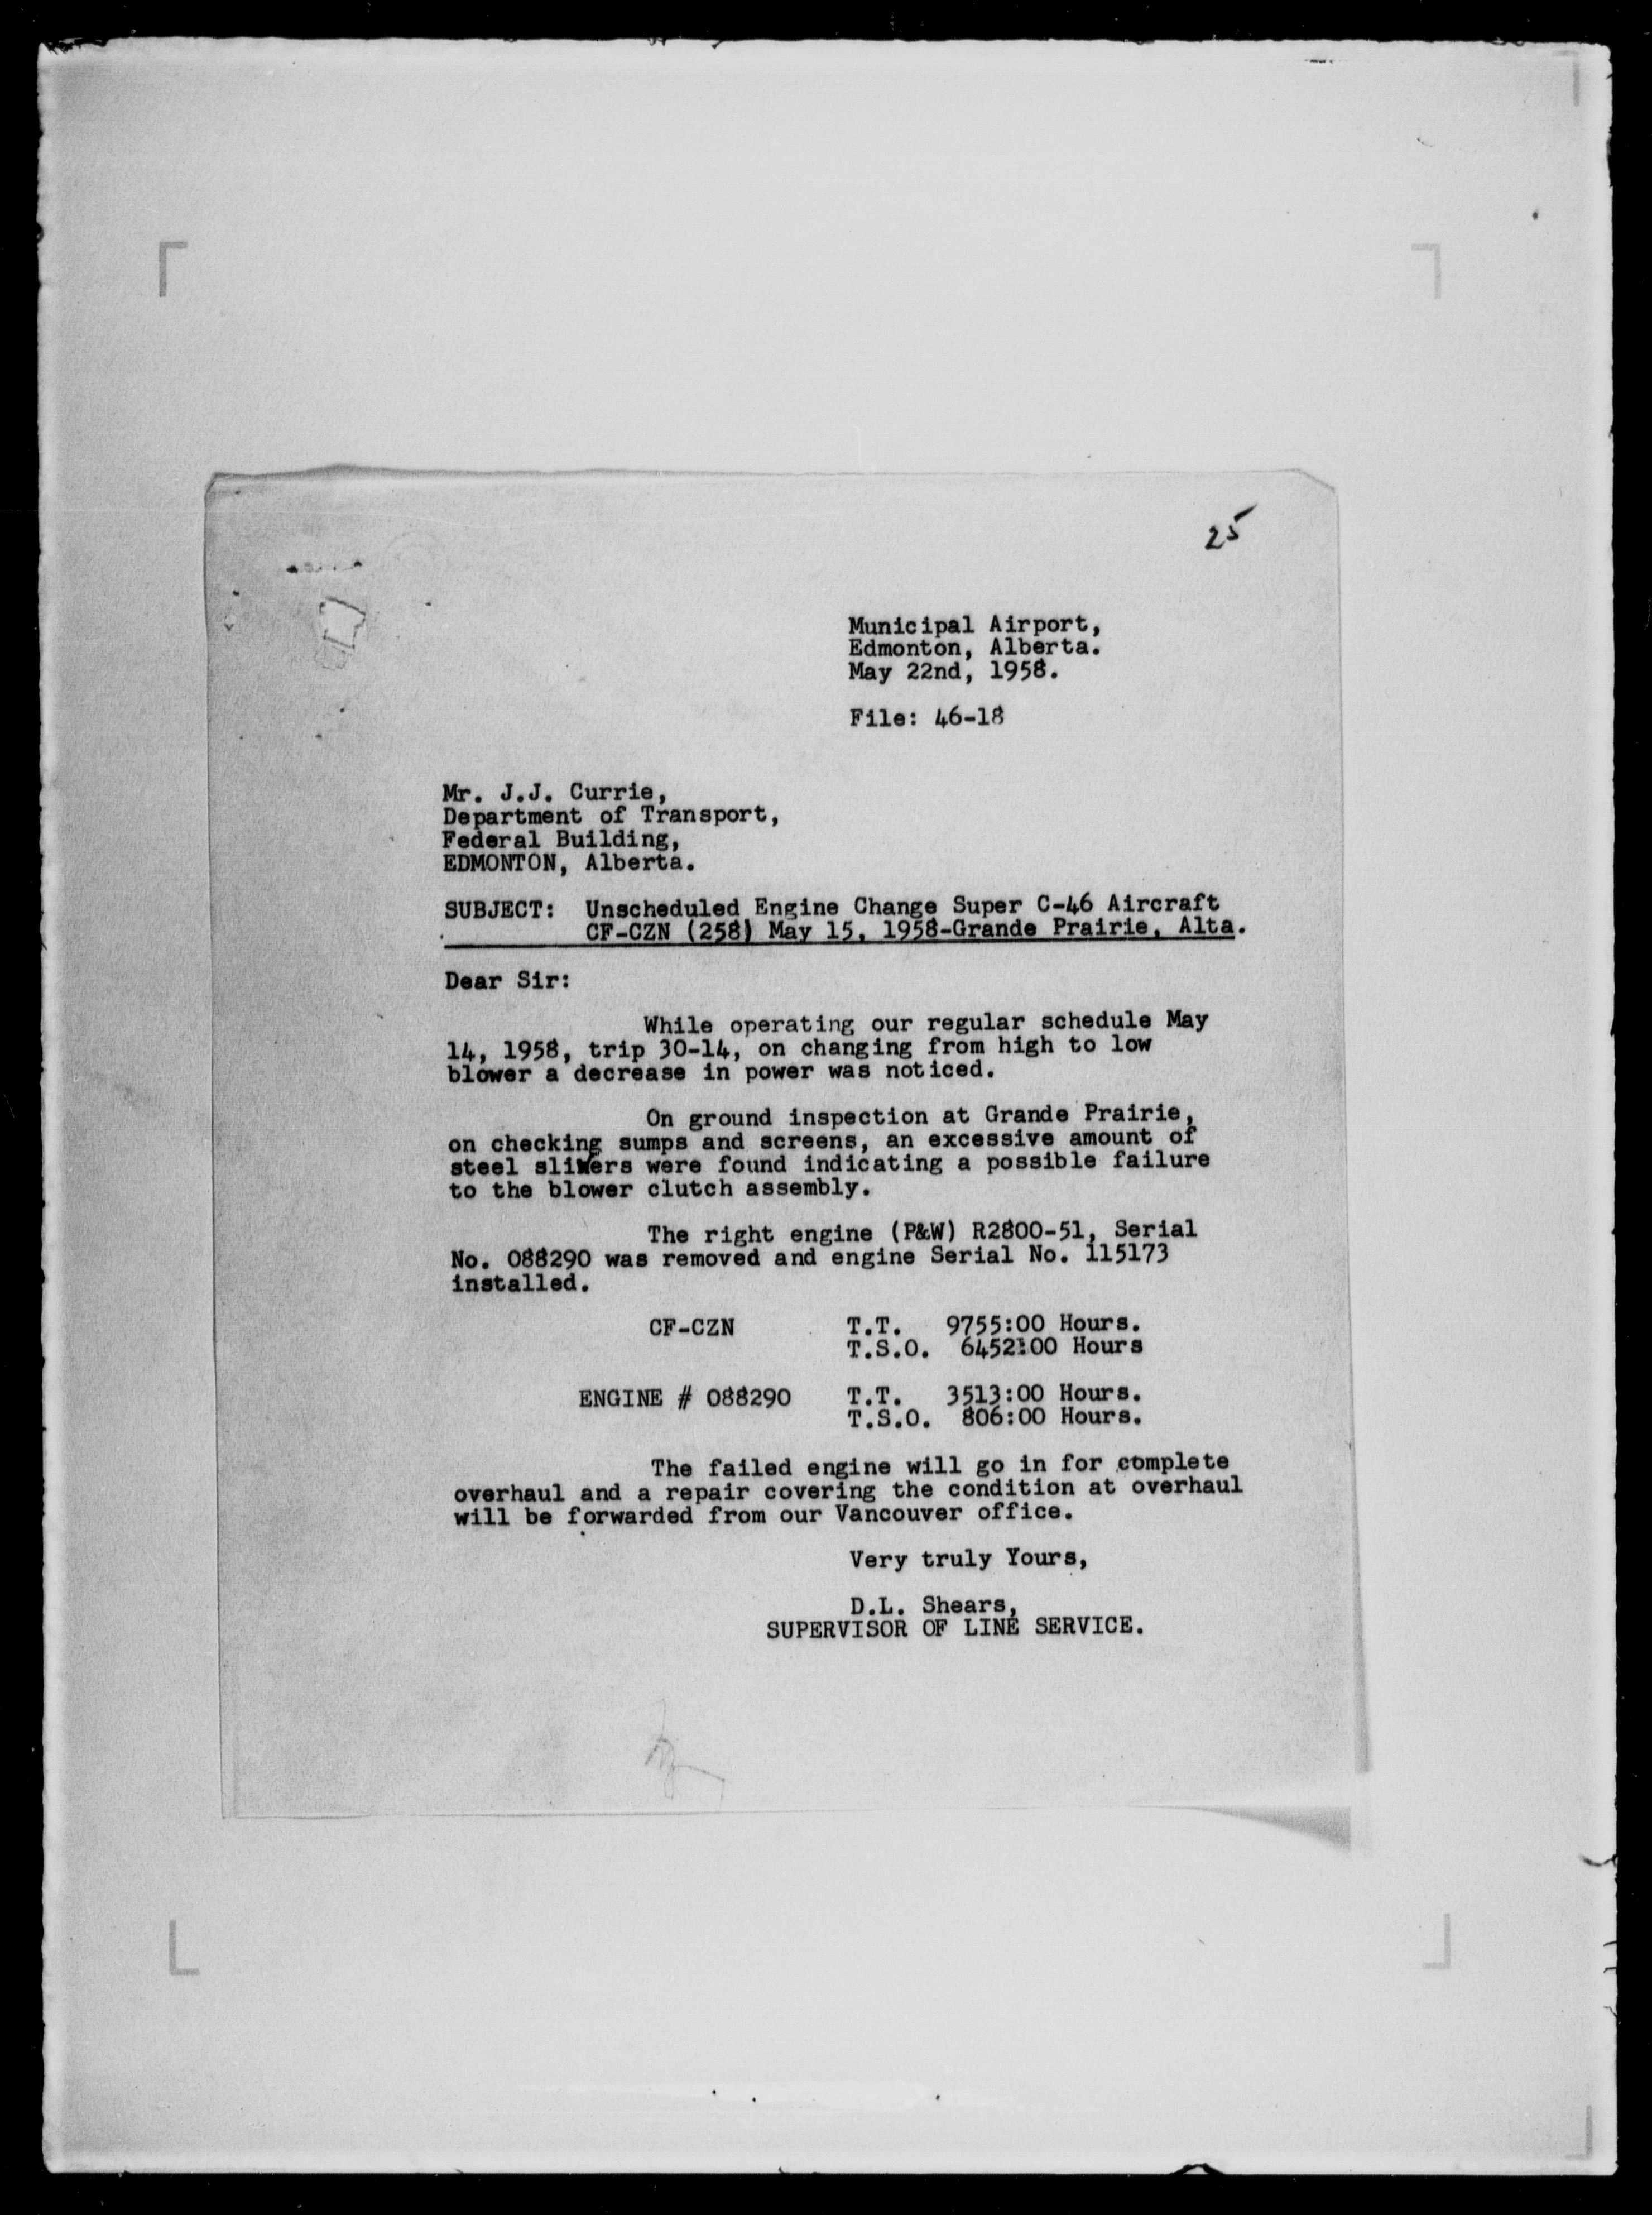 25
Municipal Airport,
Edmonton, Alberta.
May 22nd, 1958.
File: 46-18
Mr. J.J. Currie,
Department of Transport,
Federal Building,
EDMONTON, Alberta.
SUBJECT: Unscheduled Engine Change Super C-46 Aircraft
CF-CZN (258) May 15, 1958-Grande Prairie, Alta.
Dear Sir:
While operating our regular schedule May
14, 1958, trip 30-14, on changing from high to low
blower a decrease in power was noticed.
On ground inspection at Grande Prairie,
on checking sumps and screens, an excessive amount of
steel slivers were found indicating a possible failure
to the blower clutch assembly.
The right engine (P&W) R2800-51, Serial
No. 088290 was removed and engine Serial No. 115173
installed.
CF-CZN T.T. 9755:00 Hours.
T.S.O. 6452:00 Hours
ENGINE # 088290 T.T. 3513:00 Hours.
T.S.O. 806:00 Hours.
The failed engine will go in for complete
overhaul and a repair covering the condition at overhaul
will be forwarded from our Vancouver office.
Very truly Yours,
D.L. Shears,
SUPERVISOR OF LINE SERVICE.